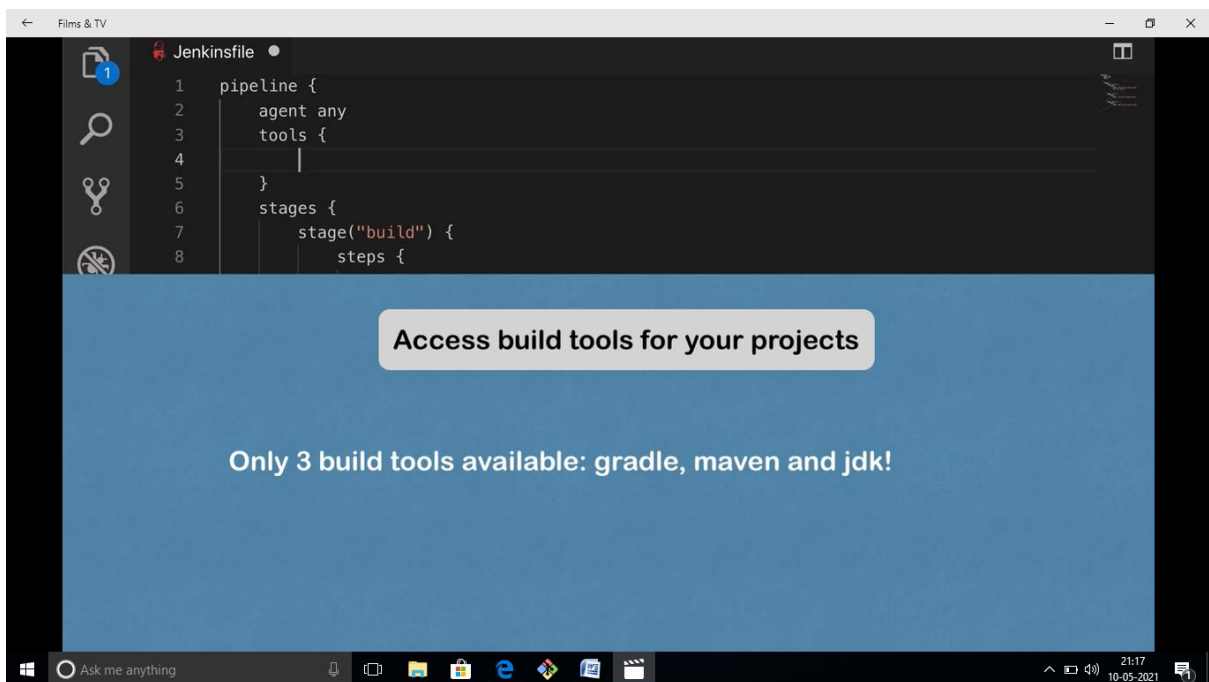 Films & TV
Jenkinsfile
1
1 pipeline {
2 agent any
3 tools {
4
5 }
6 stages {
7 stage("build") {
8 steps {
Access build tools for your projects
Only 3 build tools available: gradle, maven and jdk!
Ask me anything
21:17
10-05-2021
1